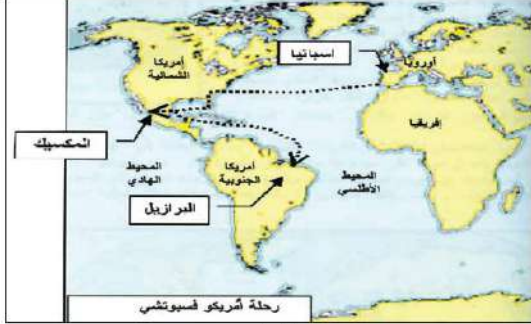 أمريكا
الشمالية
اسبانيا
أوروبا
المكسيك
إفريقيا
المحيط
الهادي
أمريكا
الجنوبية
المحيط
الأطلسي
البرازيل
رحلة أمريكو فسبوتشي